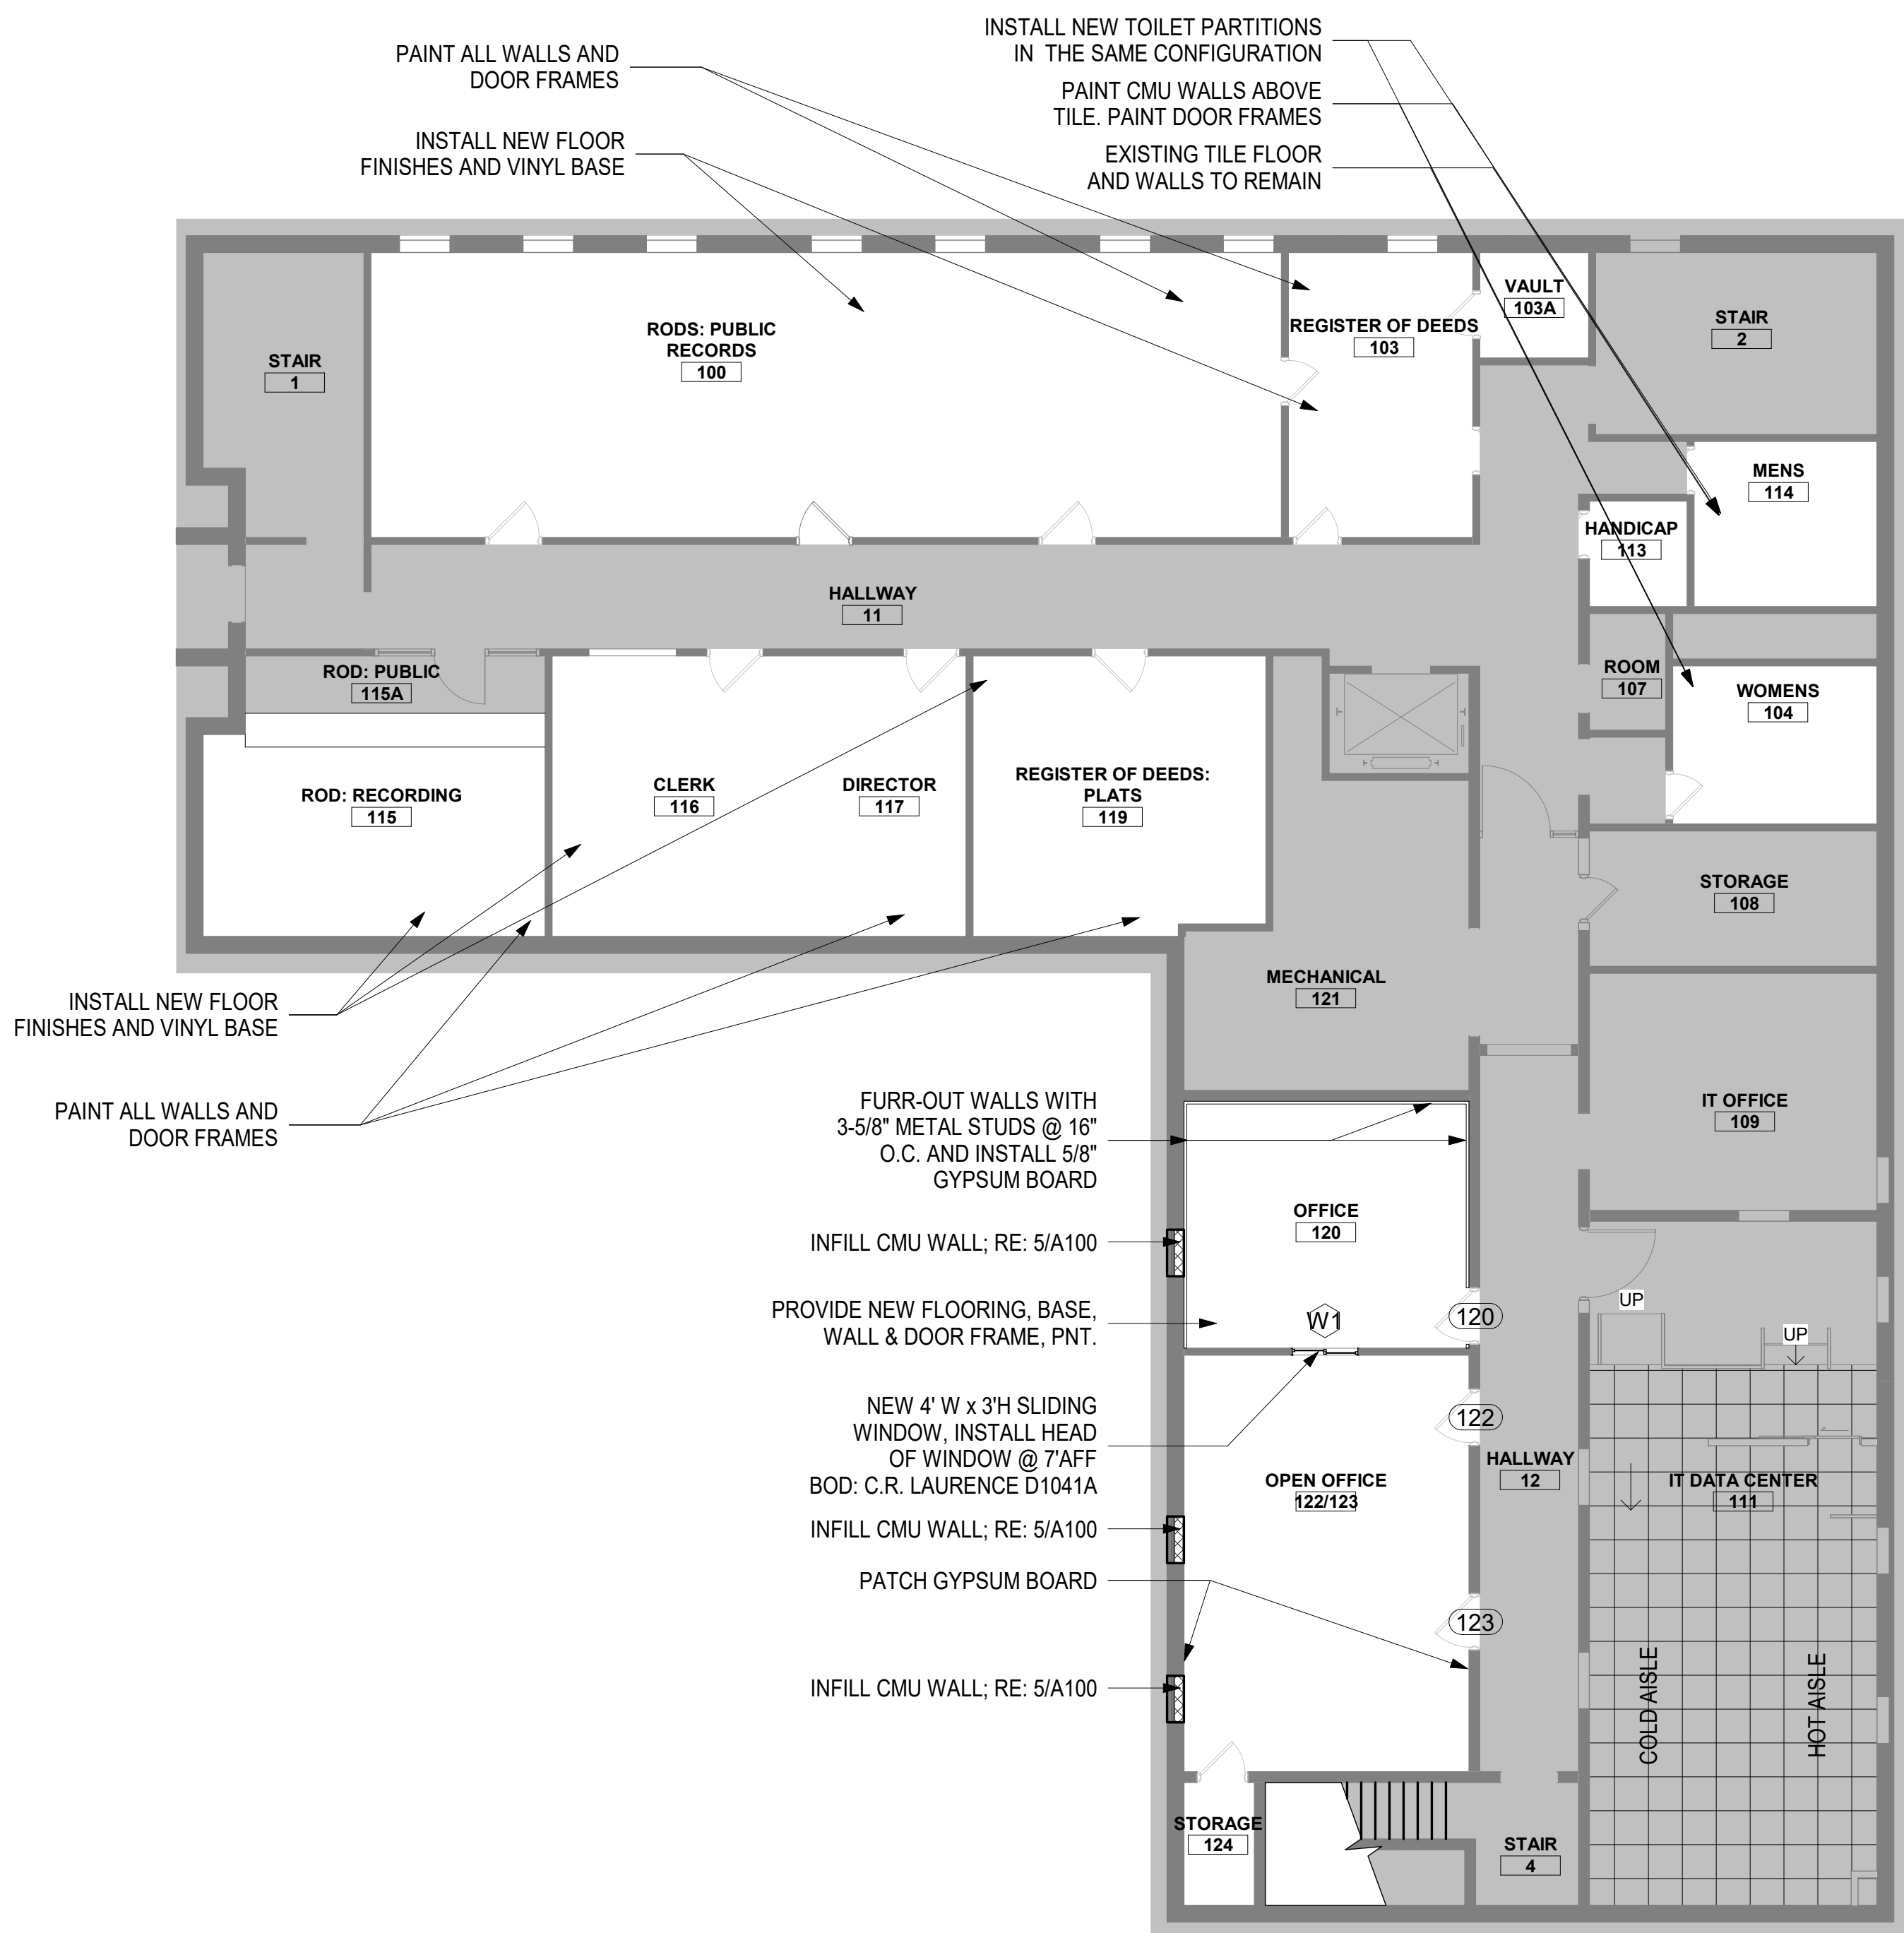 INSTALL NEW TOILET PARTITIONS
IN THE SAME CONFIGURATION
PAINT ALL WALLS AND
DOOR FRAMES
PAINT CMU WALLS ABOVE
TILE. PAINT DOOR FRAMES
INSTALL NEW FLOOR
FINISHES AND VINYL BASE
EXISTING TILE FLOOR
AND WALLS TO REMAIN
VAULT
103A
RODS: PUBLIC
RECORDS
100
REGISTER OF DEEDS
103
STAIR
2
STAIR
1
MENS
114
HANDICAP
113
HALLWAY
11
ROD: PUBLIC
115A
ROOM
107
WOMENS
104
ROD: RECORDING
115
CLERK
116
DIRECTOR
117
REGISTER OF DEEDS:
PLATS
119
STORAGE
108
MECHANICAL
121
INSTALL NEW FLOOR
FINISHES AND VINYL BASE
PAINT ALL WALLS AND
DOOR FRAMES
FURR-OUT WALLS WITH
3-5/8" METAL STUDS @ 16"
O.C. AND INSTALL 5/8"
GYPSUM BOARD
IT OFFICE
109
OFFICE
120
INFILL CMU WALL; RE: 5/A100
UP
PROVIDE NEW FLOORING, BASE,
WALL & DOOR FRAME, PNT.
W1
120
UP
NEW 4' W x 3'H SLIDING
WINDOW, INSTALL HEAD
OF WINDOW @ 7'AFF
BOD: C.R. LAURENCE D1041A
122
HALLWAY
12
OPEN OFFICE
122/123
IT DATA CENTER
111
INFILL CMU WALL; RE: 5/A100
PATCH GYPSUM BOARD
123
INFILL CMU WALL; RE: 5/A100
COLD AISLE
HOT AISLE
STORAGE
124
STAIR
4